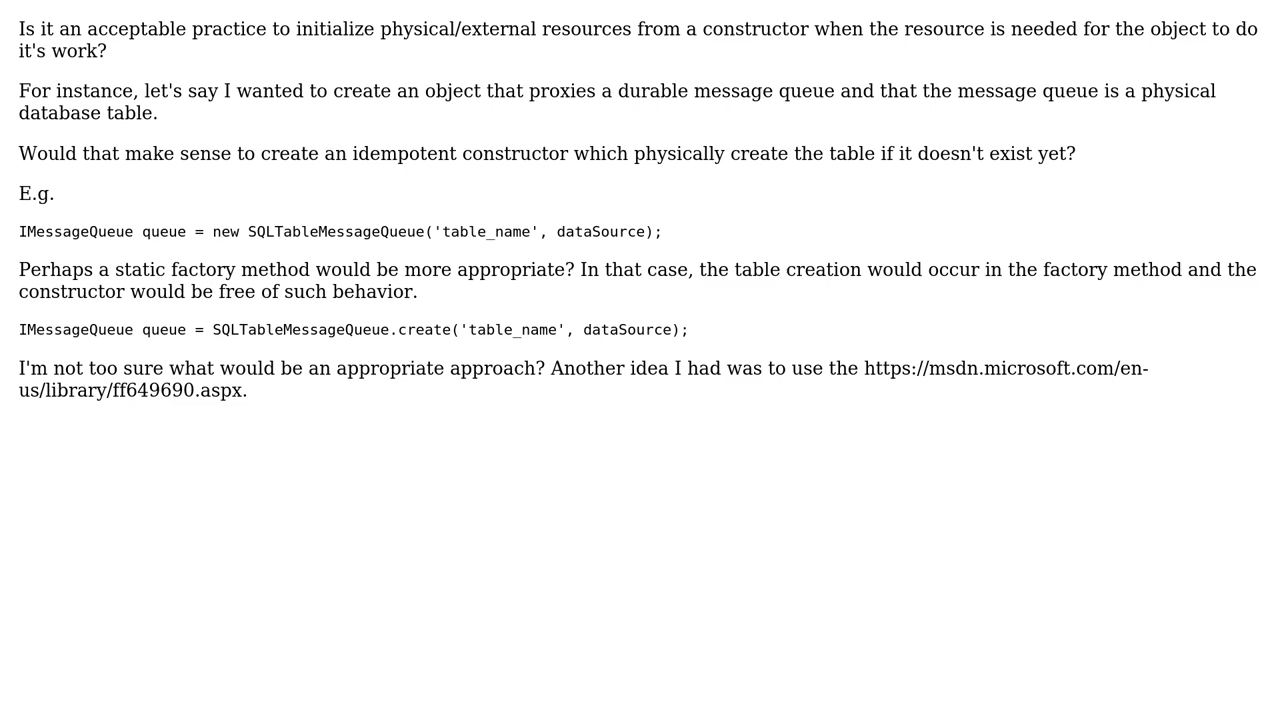 Is it an acceptable practice to initialize physical/external resources from a constructor when the resource is needed for the object to do
it's work?
For instance, let's say I wanted to create an object that proxies a durable message queue and that the message queue is a physical
database table.
Would that make sense to create an idempotent constructor which physically create the table if it doesn't exist yet?
E.g.
IMessageQueue queue = new SQLTableMessageQueue('table_name', dataSource);
Perhaps a static factory method would be more appropriate? In that case, the table creation would occur in the factory method and the
constructor would be free of such behavior.
IMessageQueue queue = SQLTableMessageQueue.create('table_name', dataSource);
I'm not too sure what would be an appropriate approach? Another idea I had was to use the https://msdn.microsoft.com/en-
us/library/ff649690.aspx.